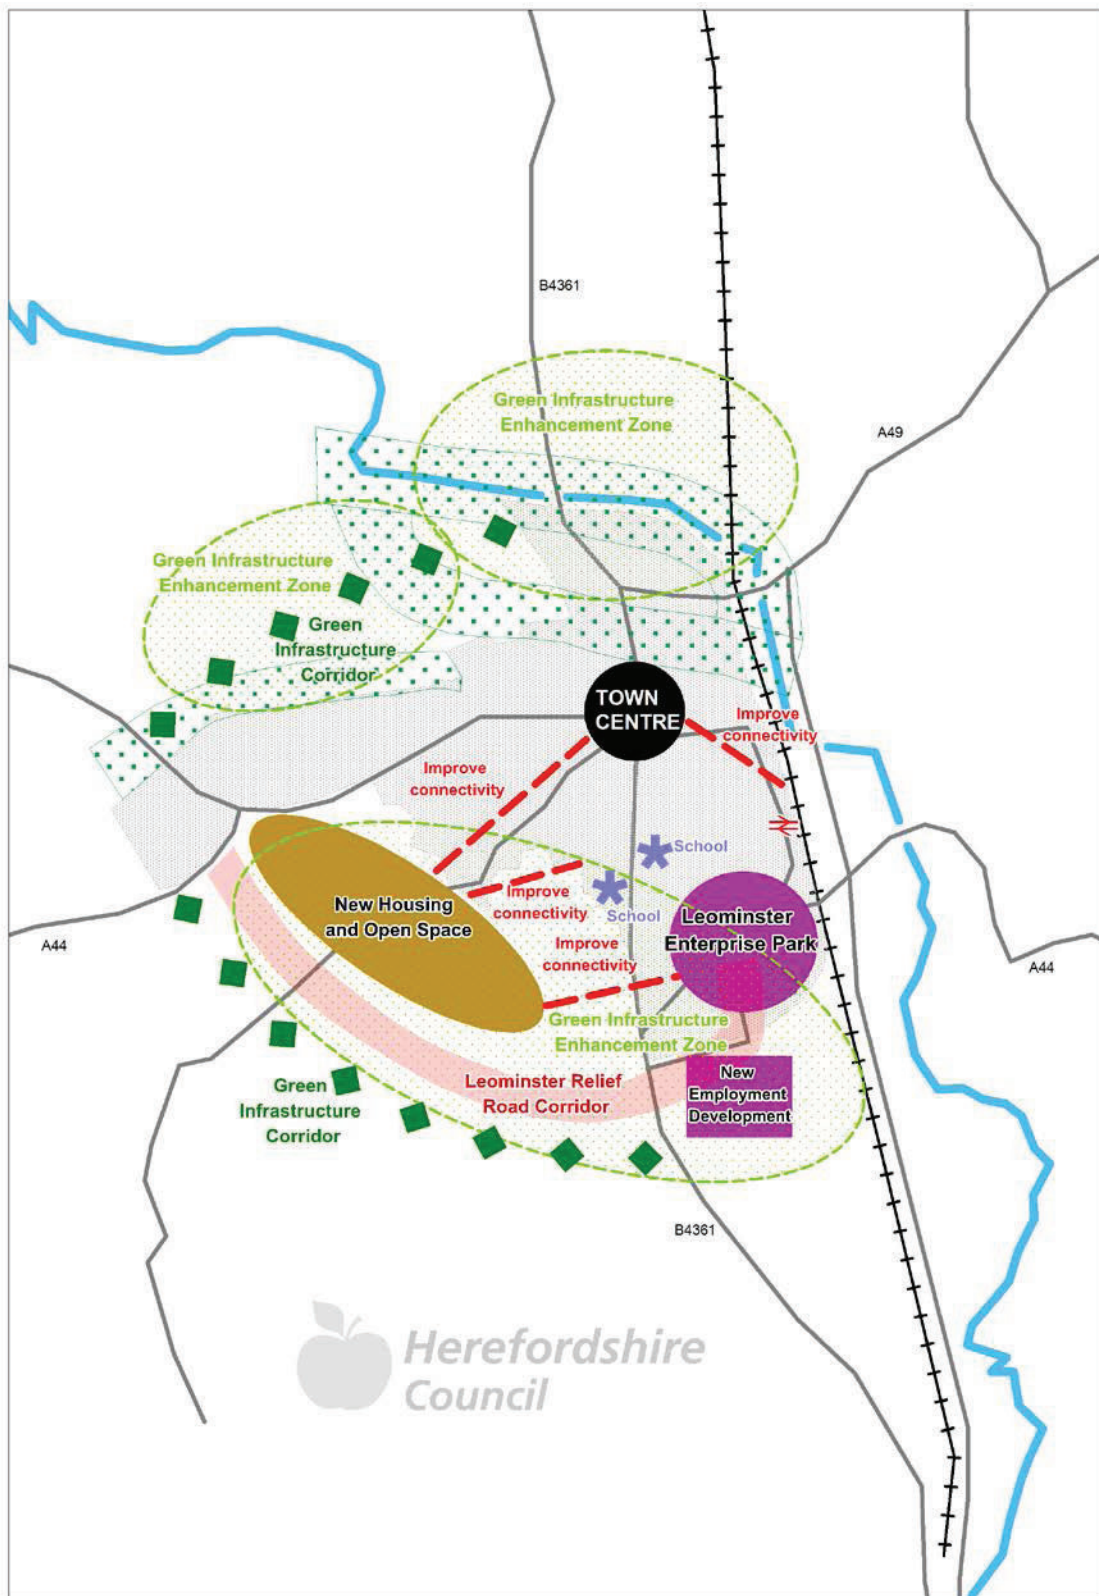 B4361
Green Infrastructure
Enhancement Zone
A49
Green Infrastructure
Enhancement Zone
Green
Infrastructure
Corridor
TOWN
CENTRE
Improve
connectivity
Improve
connectivity
School
Improve
connectivity
School
New Housing
and Open Space
Leominster
Enterprise Park
Improve
connectivity
A44
A44
Green Infrastructure
Enhancement Zone
Leominster Relief
Road Corridor
New
Employment
Development
Green
Infrastructure
Corridor
B4361
Herefordshire
Council